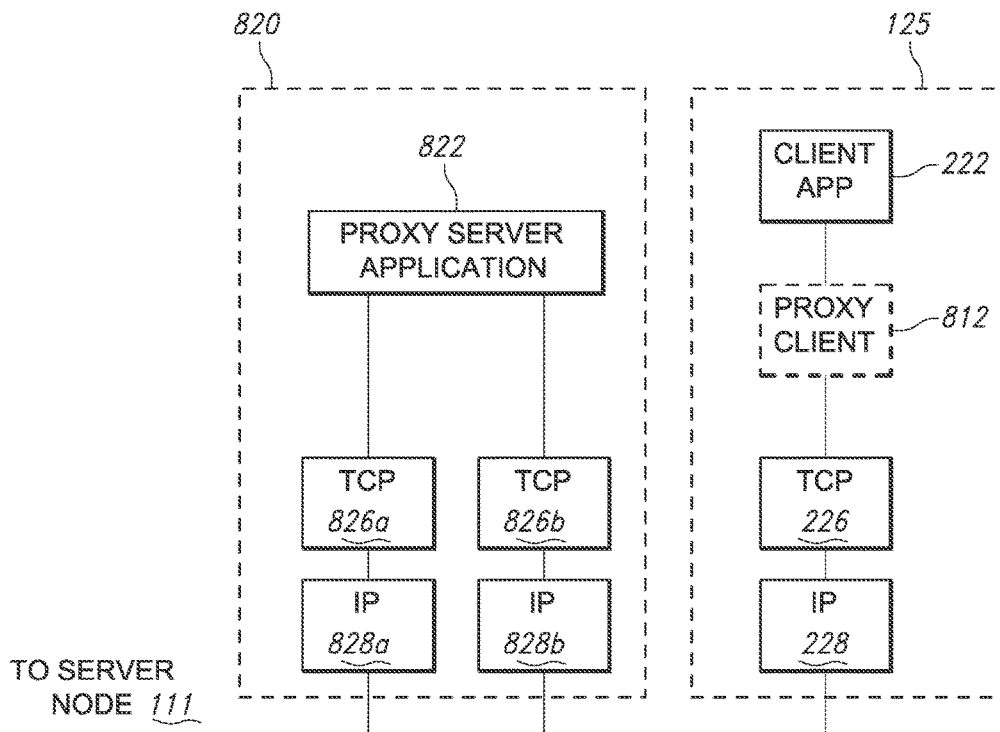 820
125
822
PROXY SERVER
APPLICATION
CLIENT
APP
222
PROXY
CLIENT
812
TCP
826a
TCP
826b
TCP
226
IP
828a
IP
828b
IP
228
TO SERVER
NODE 111